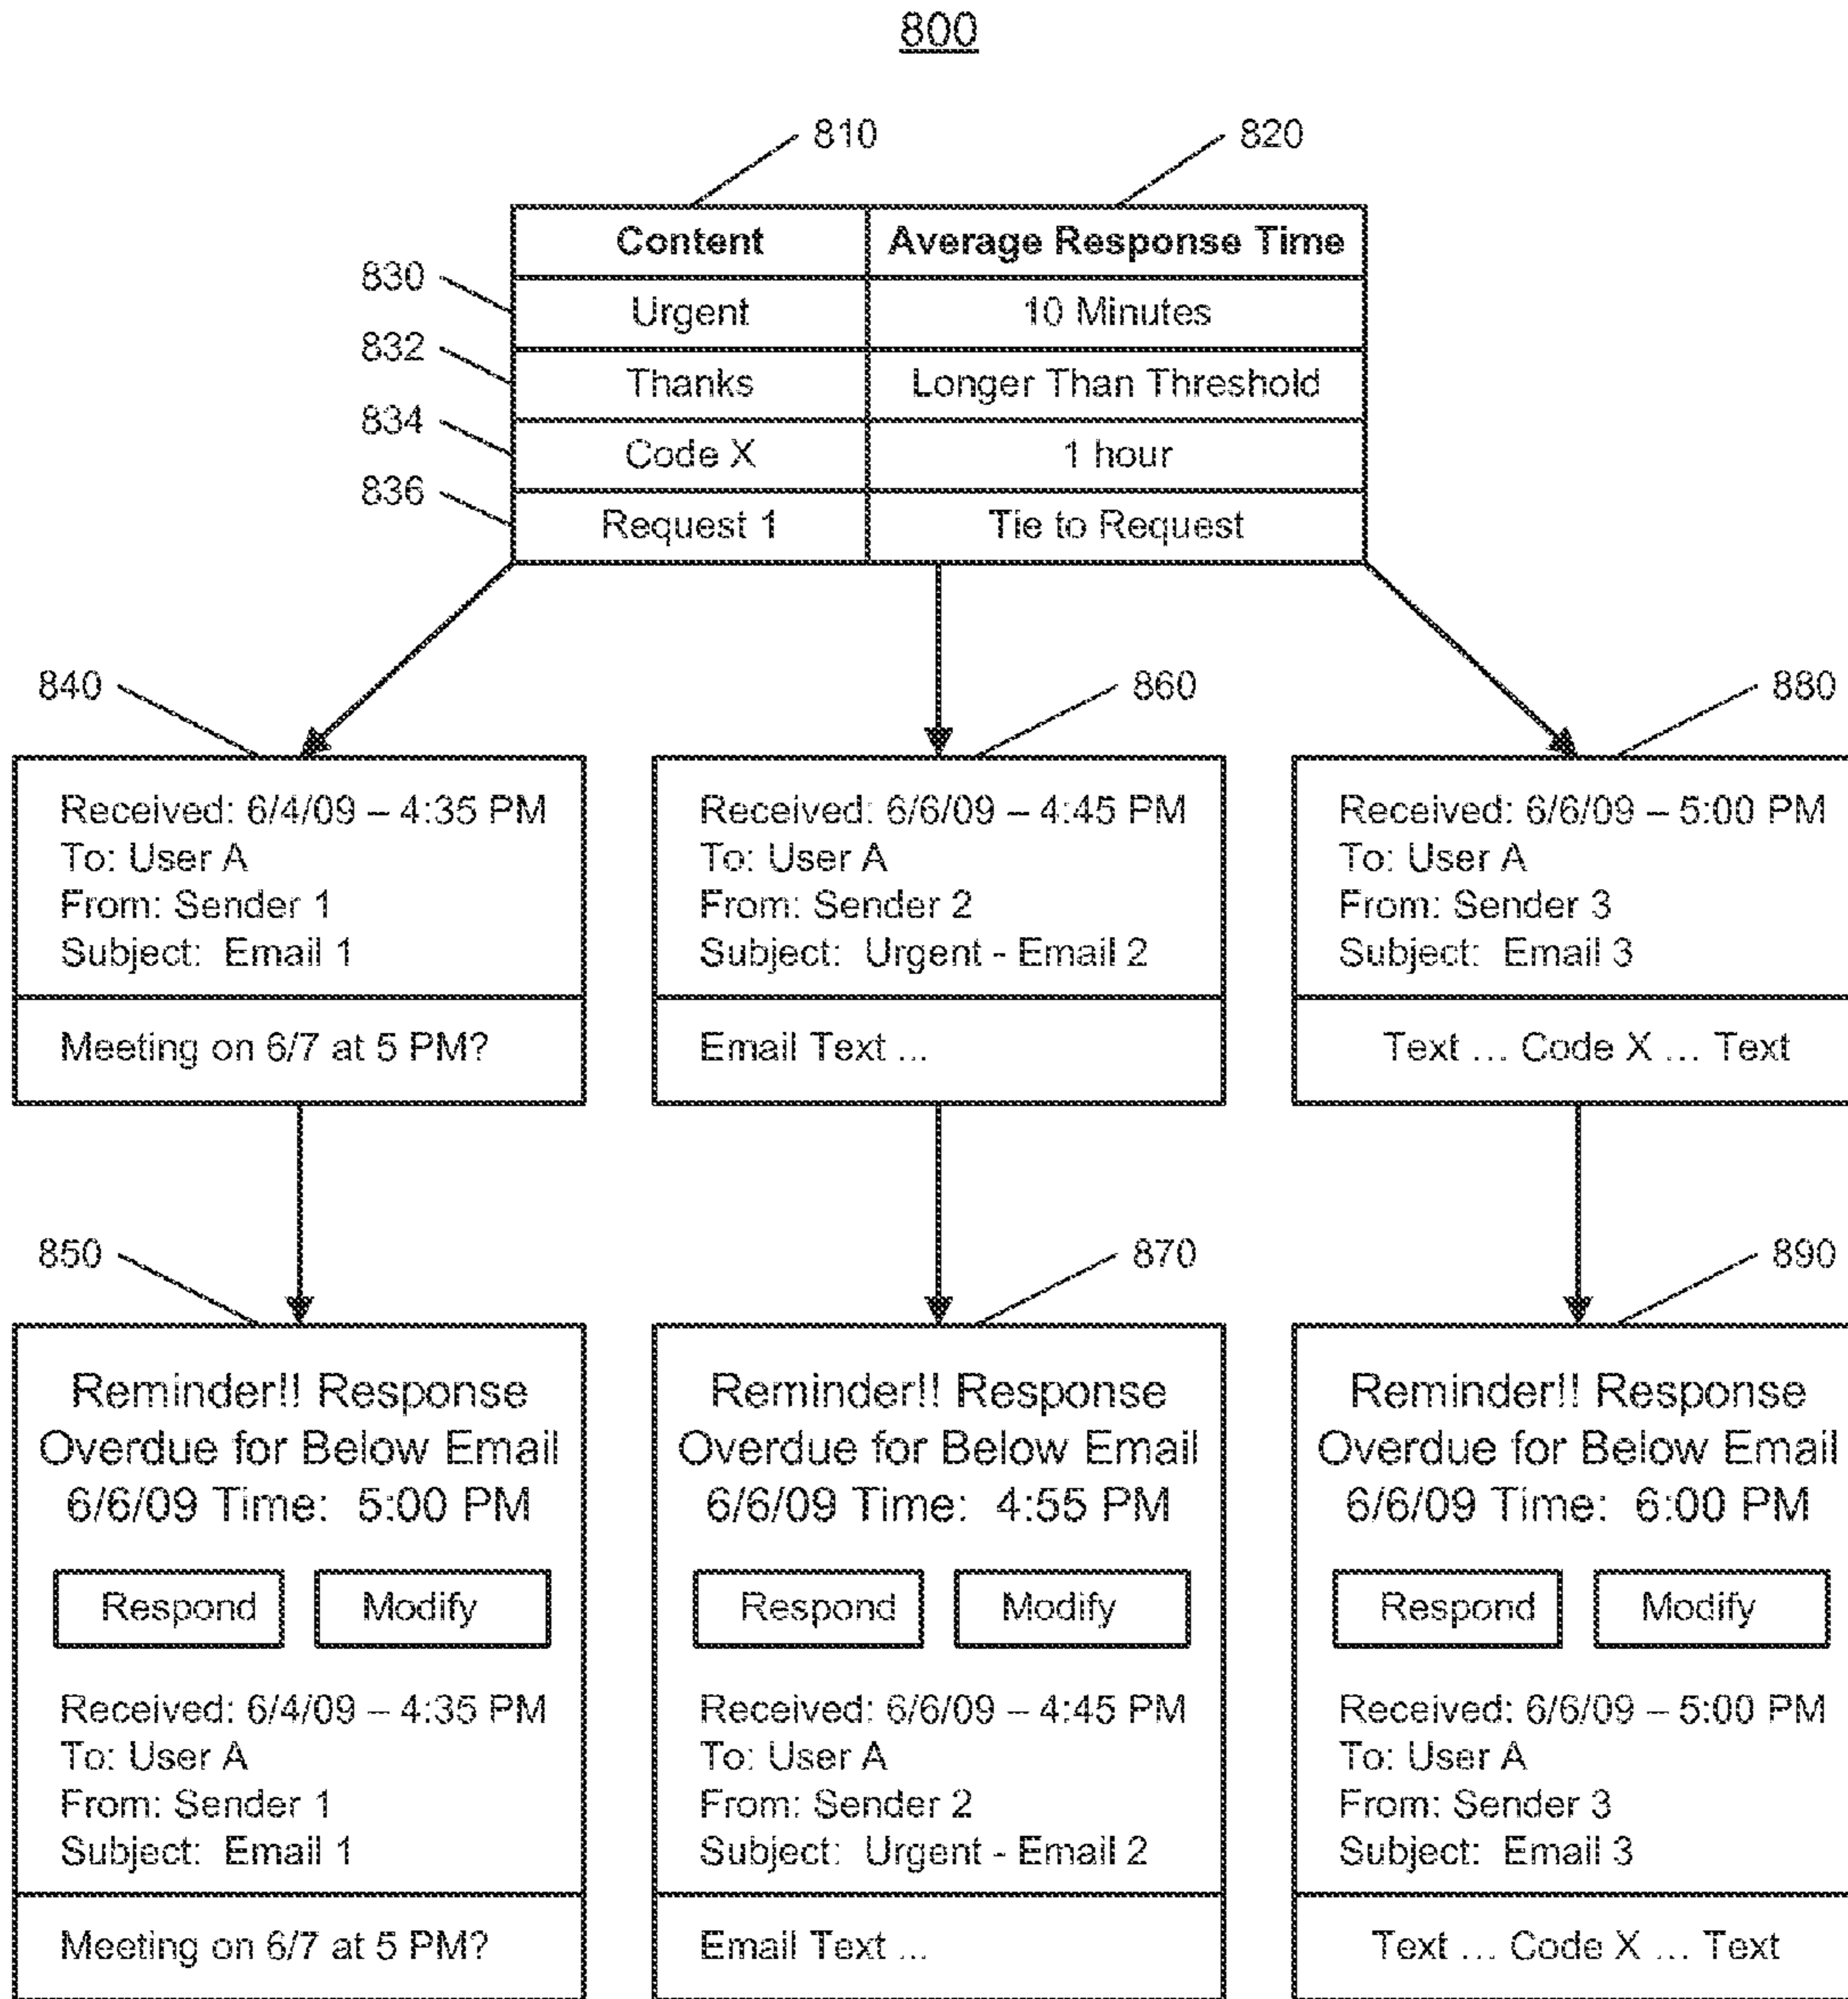 800
810
820
Content Average Response Time
830
Urgent 10 Minutes
832
Thanks Longer Than Threshold
834
Code X 1 hour
836
Request 1 Tie to Request
840
Received: 6/4/09 – 4:35 PM
To: User A
From: Sender 1
Subject: Email 1
Meeting on 6/7 at 5 PM?
860
Received: 6/6/09 – 4:45 PM
To: User A
From: Sender 2
Subject: Urgent - Email 2
Email Text ...
880
Received: 6/6/09 – 5:00 PM
To: User A
From: Sender 3
Subject: Email 3
Text ... Code X ... Text
850
Reminder!! Response
Overdue for Below Email
6/6/09 Time: 5:00 PM
Respond Modify
Received: 6/4/09 – 4:35 PM
To: User A
From: Sender 1
Subject: Email 1
Meeting on 6/7 at 5 PM?
870
Reminder!! Response
Overdue for Below Email
6/6/09 Time: 4:55 PM
Respond Modify
Received: 6/6/09 – 4:45 PM
To: User A
From: Sender 2
Subject: Urgent - Email 2
Email Text ...
890
Reminder!! Response
Overdue for Below Email
6/6/09 Time: 6:00 PM
Respond Modify
Received: 6/6/09 – 5:00 PM
To: User A
From: Sender 3
Subject: Email 3
Text ... Code X ... Text